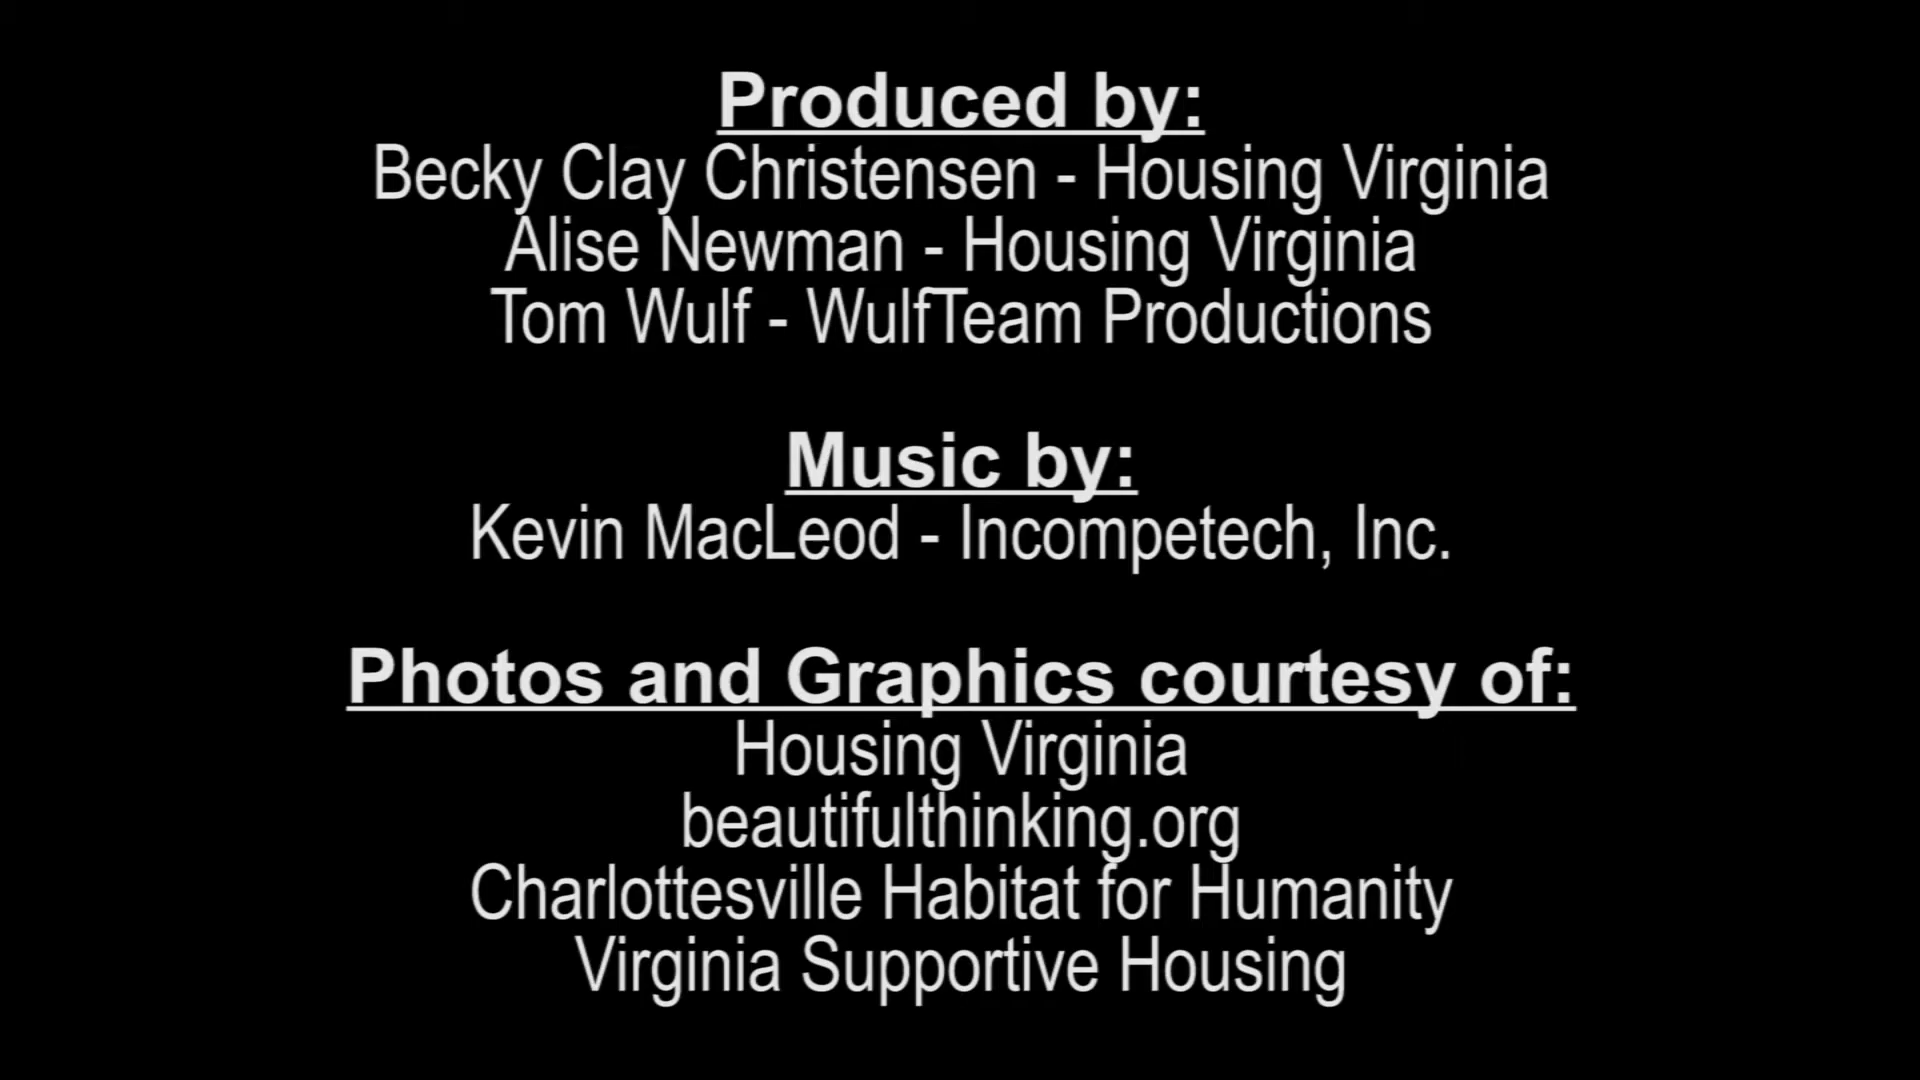 Produced by:
Becky Clay Christensen - Housing Virginia
Alise Newman - Housing Virginia
Tom Wulf - WulfTeam Productions
Music by:
Kevin MacLeod - Incompetech, Inc.
Photos and Graphics courtesy of:
Housing Virginia
beautifulthinking.org
Charlottesville Habitat for Humanity
Virginia Supportive Housing